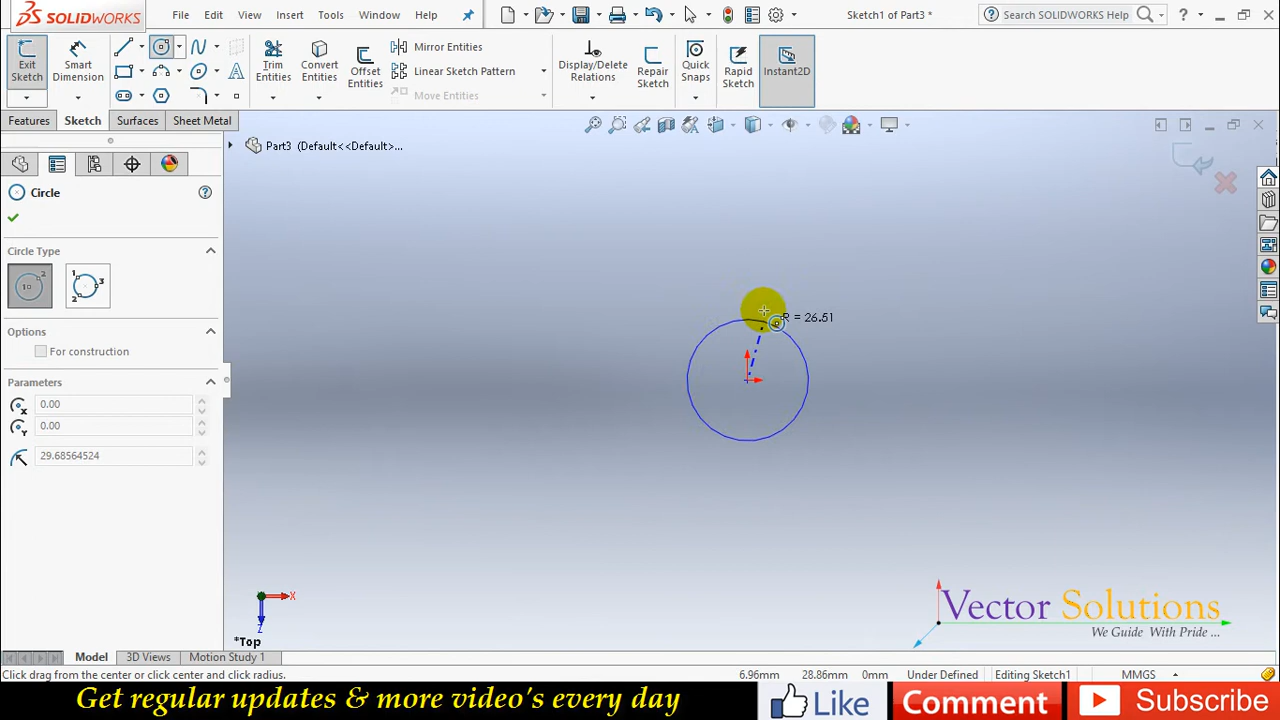 SOLIDWORKS
File Edit View Insert Tools Window Help
Sketch1 of Part3 *
Search SOLIDWORKS Help
?
Exit Sketch
Smart Dimension
Trim Entities
Convert Entities
Offset Entities
Mirror Entities
Linear Sketch Pattern
Move Entities
Display/Delete Relations
Repair Sketch
Quick Snaps
Rapid Sketch
Instant2D
Features Sketch Surfaces Sheet Metal
Part3 (Default<<Default>...
Circle
?
Circle Type
Options
For construction
Parameters
0.00
0.00
29.68564524
R = 26.51
X
Z
*Top
Vector Solutions
We Guide With Pride ...
Model 3D Views Motion Study 1
Click drag from the center or click center and click radius.
6.96mm 28.86mm 0mm Under Defined Editing Sketch1 MMGS
Get regular updates & more video's every day
Like
Comment
Subscribe